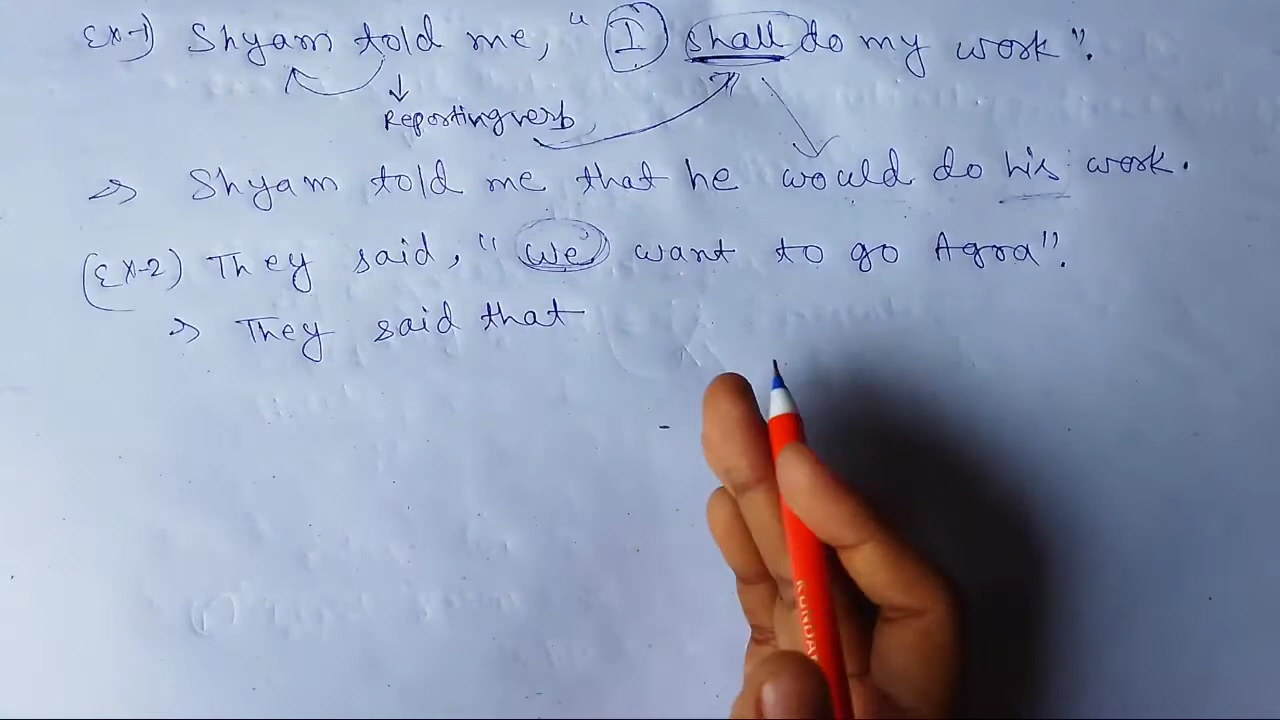 Ex-1) Shyam told me, "I shall do my work".
Reporting verb
⇒ Shyam told me that he would do his work.
(Ex-2) They said, "we want to go Agra".
⇒ They said that